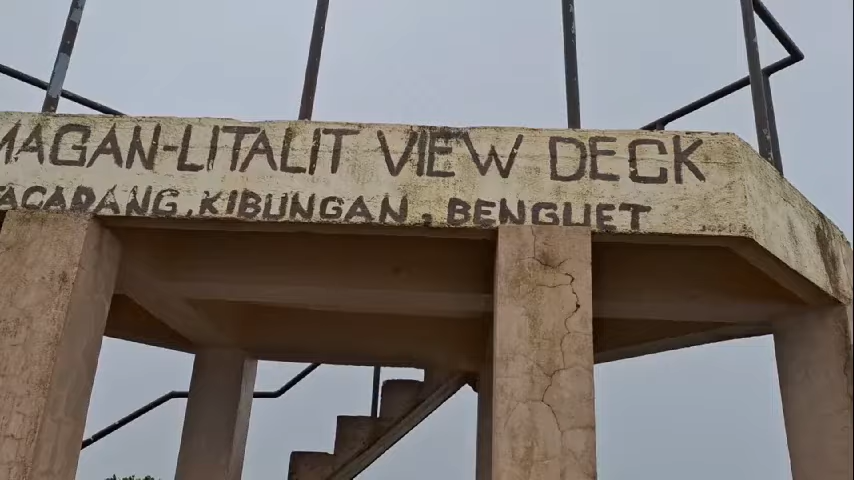 MAGAN-LITALIT VIEW DECK
ACADANG, KIBUNGAN, BENGUET